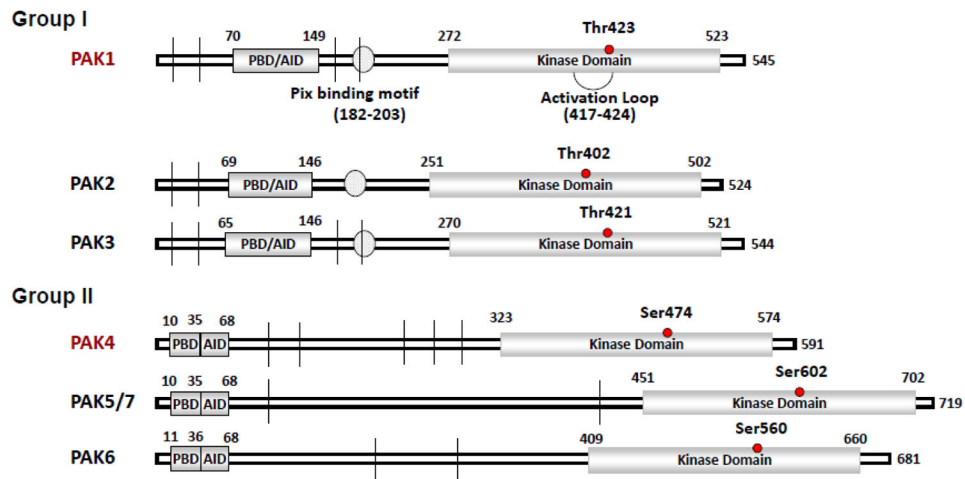 Group I
70 149 272 Thr423 523
PAK1 PBD/AID Kinase Domain 545
Pix binding motif Activation Loop
(182-203) (417-424)
69 146 251 Thr402 502
PAK2 PBD/AID Kinase Domain 524
65 146 270 Thr421 521
PAK3 PBD/AID Kinase Domain 544
Group II
10 35 68 323 Ser474 574
PAK4 PBD AID Kinase Domain 591
10 35 68 451 Ser602 702
PAK5/7 PBD AID Kinase Domain 719
11 36 68 409 Ser560 660
PAK6 PBD AID Kinase Domain 681